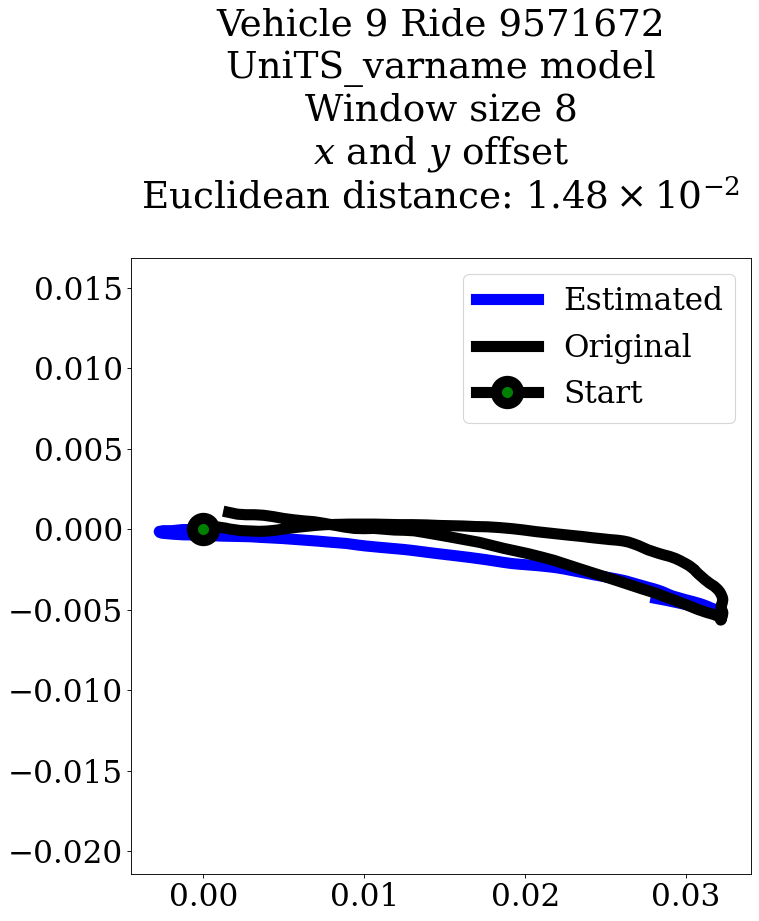 Vehicle 9 Ride 9571672
UniTS_varname model
Window size 8
x and y offset
Euclidean distance: 1.48 × 10⁻²
Estimated
Original
Start
0.015
0.010
0.005
0.000
−0.005
−0.010
−0.015
−0.020
0.00 0.01 0.02 0.03